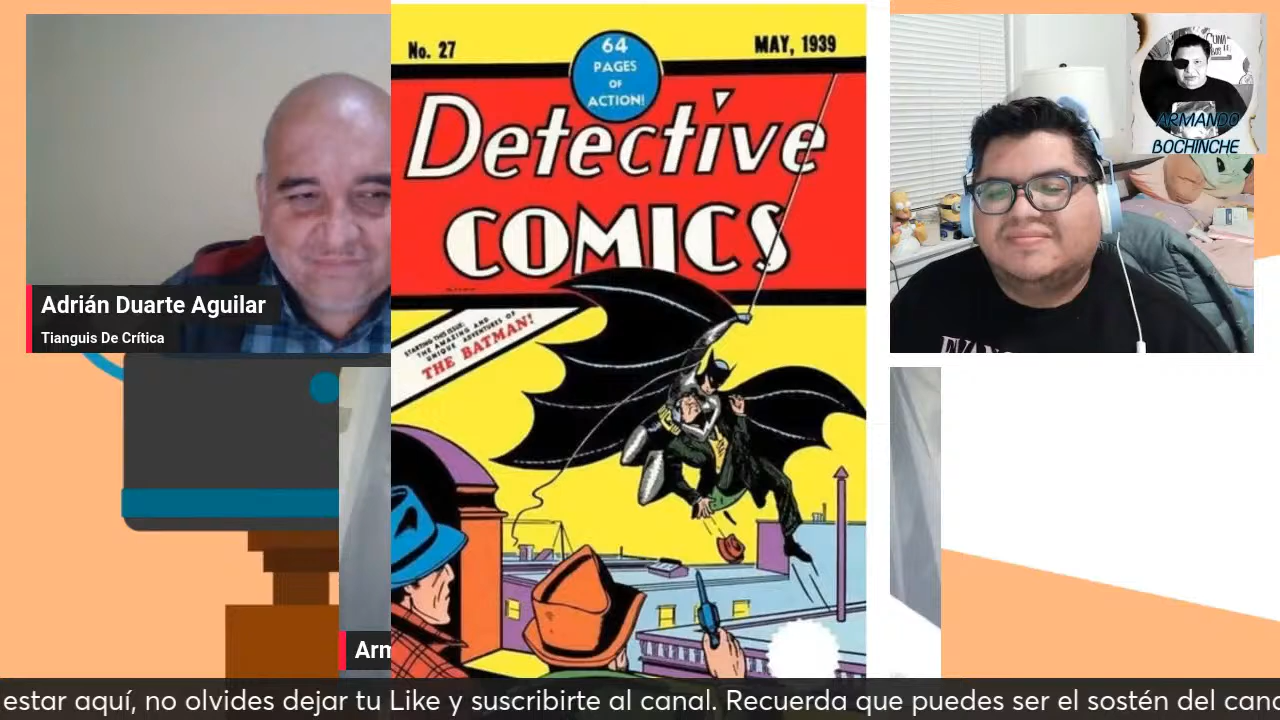 No. 27
64
PAGES
OF
ACTION!
MAY, 1939
Detective
COMICS
STARTING THIS ISSUE:
THE AMAZING AND
UNIQUE ADVENTURES OF
THE BATMAN!
ARMANDO
BOCHINCHE
Adrián Duarte Aguilar
Tianguis De Crítica
Arm
estar aquí, no olvides dejar tu Like y suscribirte al canal. Recuerda que puedes ser el sostén del cana